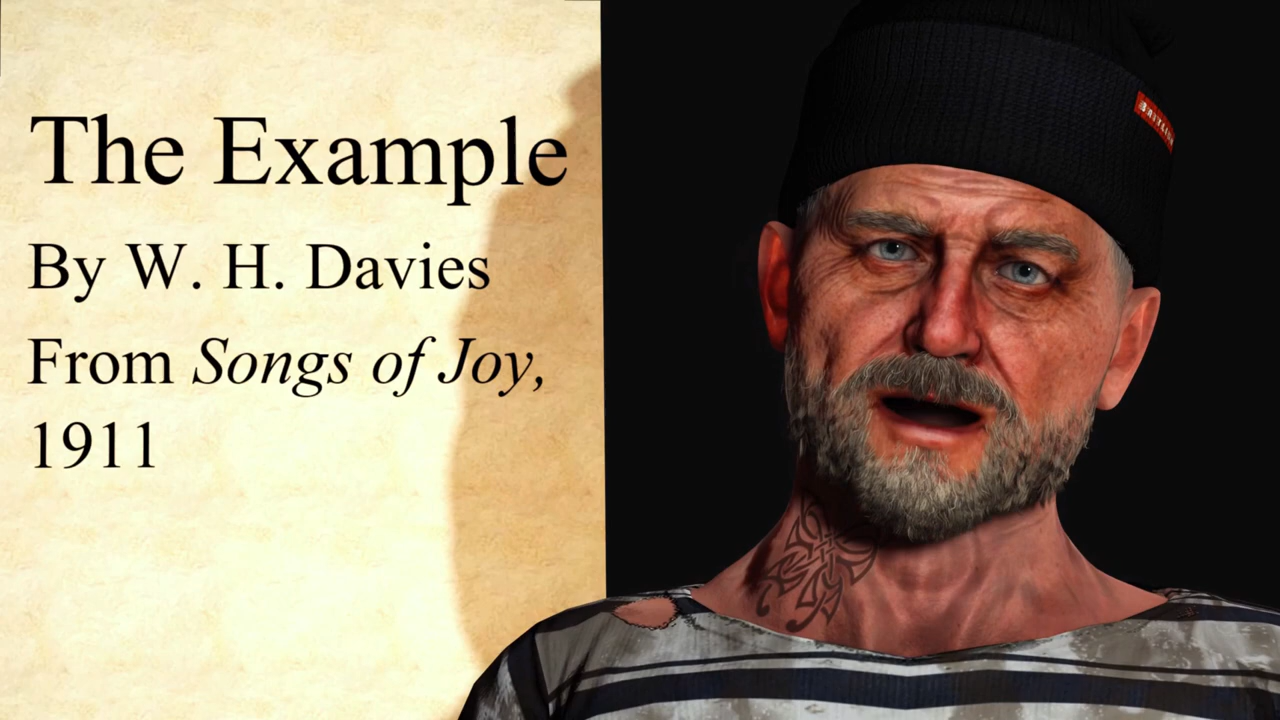 The Example
By W. H. Davies
From Songs of Joy,
1911